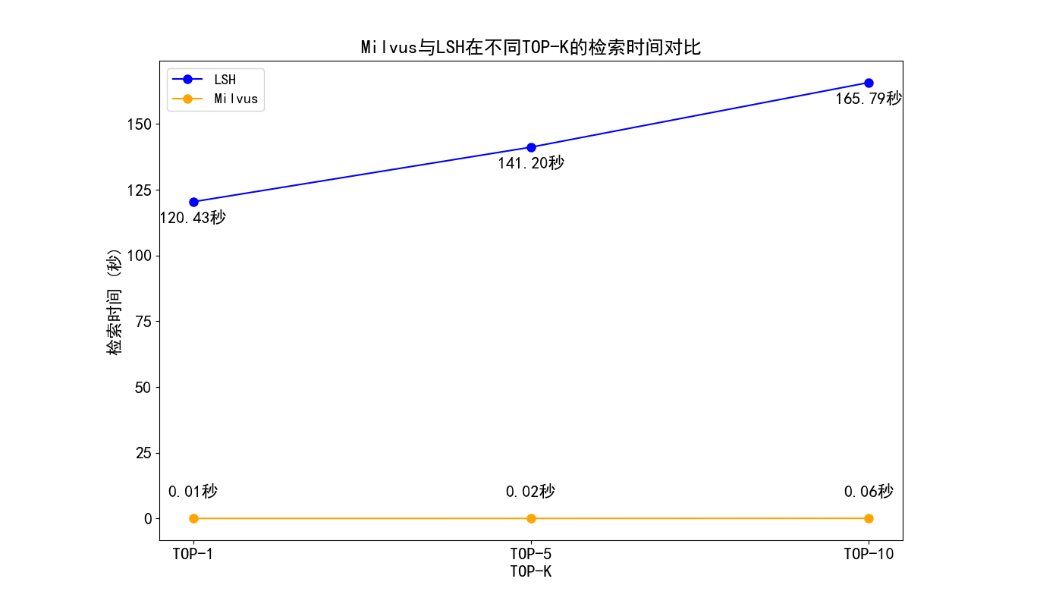 Milvus与LSH在不同TOP-K的检索时间对比
LSH
Milvus
165.79秒
150
141.20秒
125
120.43秒
100
检索时间 (秒)
75
50
25
0.01秒
0.02秒
0.06秒
0
TOP-1
TOP-5
TOP-10
TOP-K